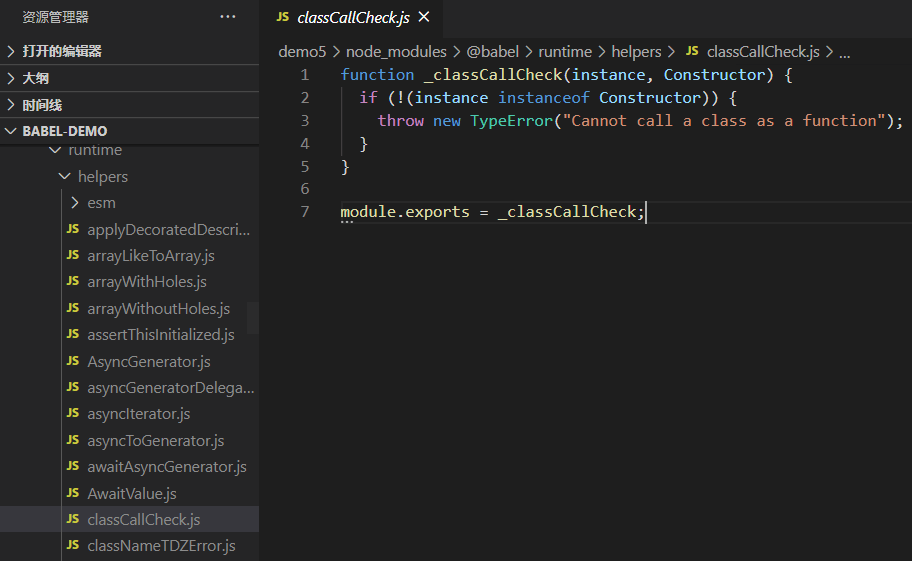 资源管理器 ···
打开的编辑器
大纲
时间线
BABEL-DEMO
runtime
helpers
esm
JS applyDecoratedDescri...
JS arrayLikeToArray.js
JS arrayWithHoles.js
JS arrayWithoutHoles.js
JS assertThisInitialized.js
JS AsyncGenerator.js
JS asyncGeneratorDelega...
JS asyncIterator.js
JS asyncToGenerator.js
JS awaitAsyncGenerator.js
JS AwaitValue.js
JS classCallCheck.js
JS classNameTDZError.js
JS classCallCheck.js ×
demo5 > node_modules > @babel > runtime > helpers > JS classCallCheck.js > ...
1 function _classCallCheck(instance, Constructor) {
2   if (!(instance instanceof Constructor)) {
3     throw new TypeError("Cannot call a class as a function");
4   }
5 }
6
7 module.exports = _classCallCheck;